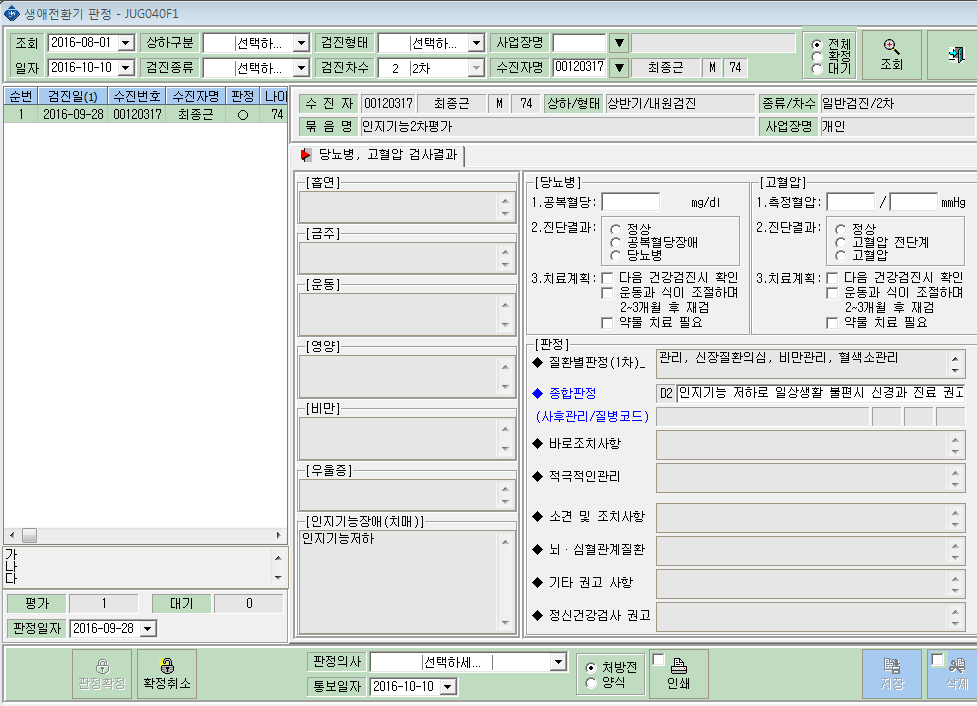 생애전환기 판정 - JUG040F1
조회 2016-08-01 상하구분 선택하... 검진형태 선택하... 사업장명 ▼ 전체 확정 대기 조회
일자 2016-10-10 검진종류 선택하... 검진차수 2 2차 수진자명 00120317 ▼ 최종근 M 74
순번 검진일(1) 수진번호 수진자명 판정 나이
1 2016-09-28 00120317 최종근 ○ 74
수 진 자 00120317 최종근 M 74 상하/형태 상반기/내원검진 종류/차수 일반검진/2차
묶 음 명 인지기능2차평가 사업장명 개인
당뇨병, 고혈압 검사결과
[흡연]
[금주]
[운동]
[영양]
[비만]
[우울증]
[인지기능장애(치매)]
인지기능저하
[당뇨병]
1.공복혈당: mg/dl
2.진단결과: 정상
공복혈당장애
당뇨병
3.치료계획: 다음 건강검진시 확인
운동과 식이 조절하며
2~3개월 후 재검
약물 치료 필요
[고혈압]
1.측정혈압: / mmHg
2.진단결과: 정상
고혈압 전단계
고혈압
3.치료계획: 다음 건강검진시 확인
운동과 식이 조절하며
2~3개월 후 재검
약물 치료 필요
[판정]
◆ 질환별판정(1차)_ 관리, 신장질환의심, 비만관리, 혈색소관리
◆ 종합판정 D2 인지기능 저하로 일상생활 불편시 신경과 진료 권고
(사후관리/질병코드)
◆ 바로조치사항
◆ 적극적인관리
◆ 소견 및 조치사항
◆ 뇌·심혈관계질환
◆ 기타 권고 사항
◆ 정신건강검사 권고
가
나
다
평가 1 대기 0
판정일자 2016-09-28
판정확정 확정취소
판정의사 선택하세...
통보일자 2016-10-10
처방전
양식
인쇄
저장 삭제